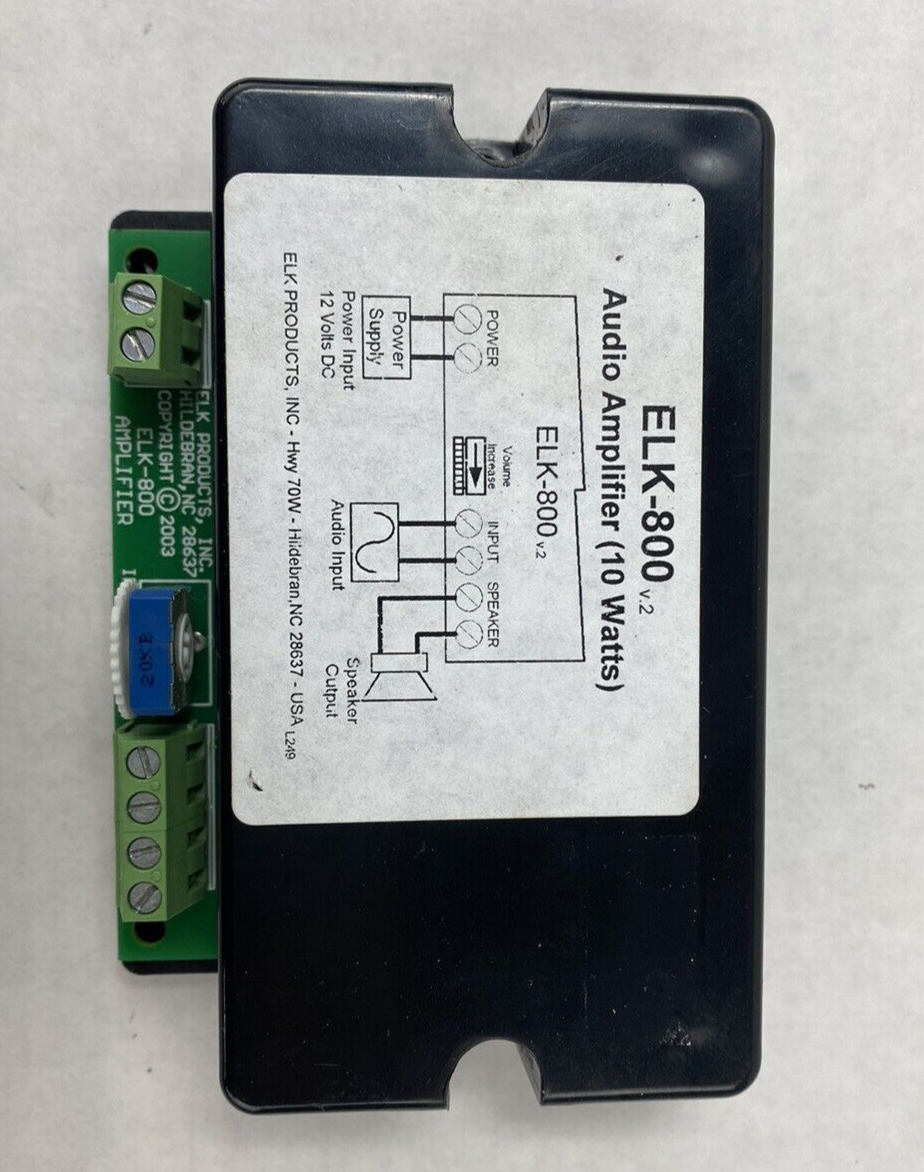 ELK-800 v.2
Audio Amplifier (10 Watts)
ELK-800 v.2
Volume
Increase
POWER
INPUT
SPEAKER
Power
Supply
Power Input
12 Volts DC
Audio Input
Speaker
Output
ELK PRODUCTS, INC - Hwy 70W - Hildebran,NC 28637 - USA L249
ELK PRODUCTS, INC.
HILDEBRAN,NC 28637
COPYRIGHT © 2003
ELK-800
AMPLIFIER
20KB